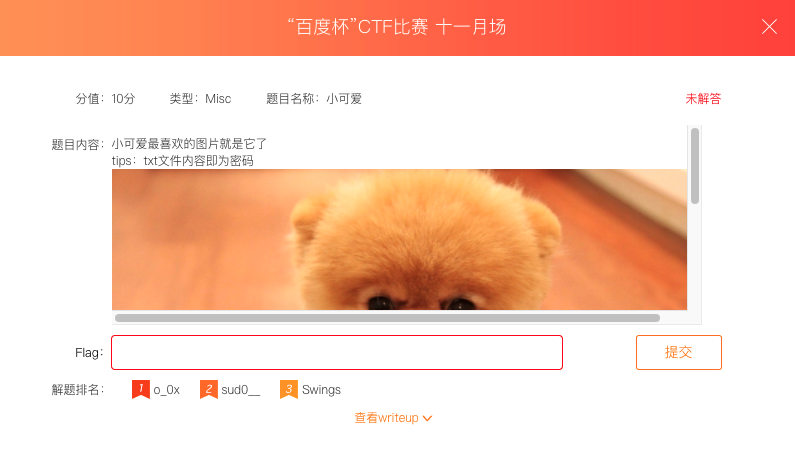 “百度杯”CTF比赛 十一月场
分值：10分 类型：Misc 题目名称：小可爱 未解答
题目内容：小可爱最喜欢的图片就是它了
tips：txt文件内容即为密码
Flag： 提交
解题排名： 1 o_0x 2 sud0__ 3 Swings
查看writeup